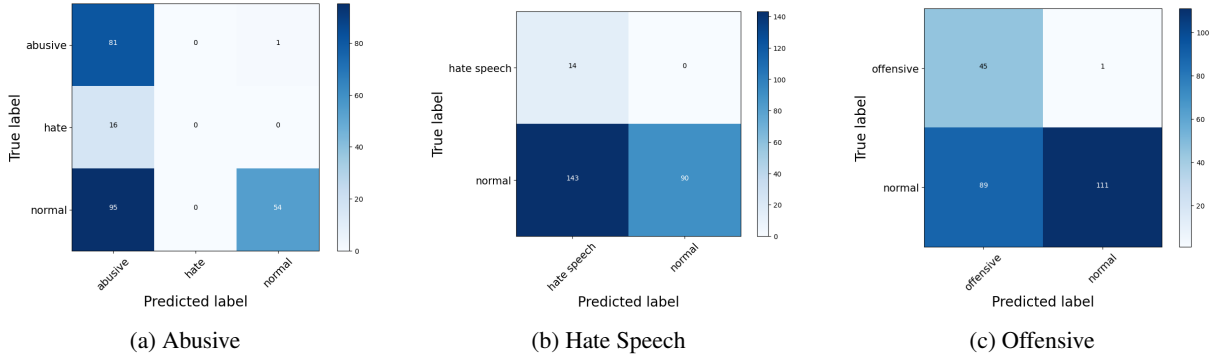 abusive
hate
normal
True label
81 0 1
16 0 0
95 0 54
abusive hate normal
Predicted label
80
60
40
20
0
(a) Abusive
hate speech
normal
True label
14 0
143 90
hate speech normal
Predicted label
140
120
100
80
60
40
20
0
(b) Hate Speech
offensive
normal
True label
45 1
89 111
offensive normal
Predicted label
100
80
60
40
20
(c) Offensive